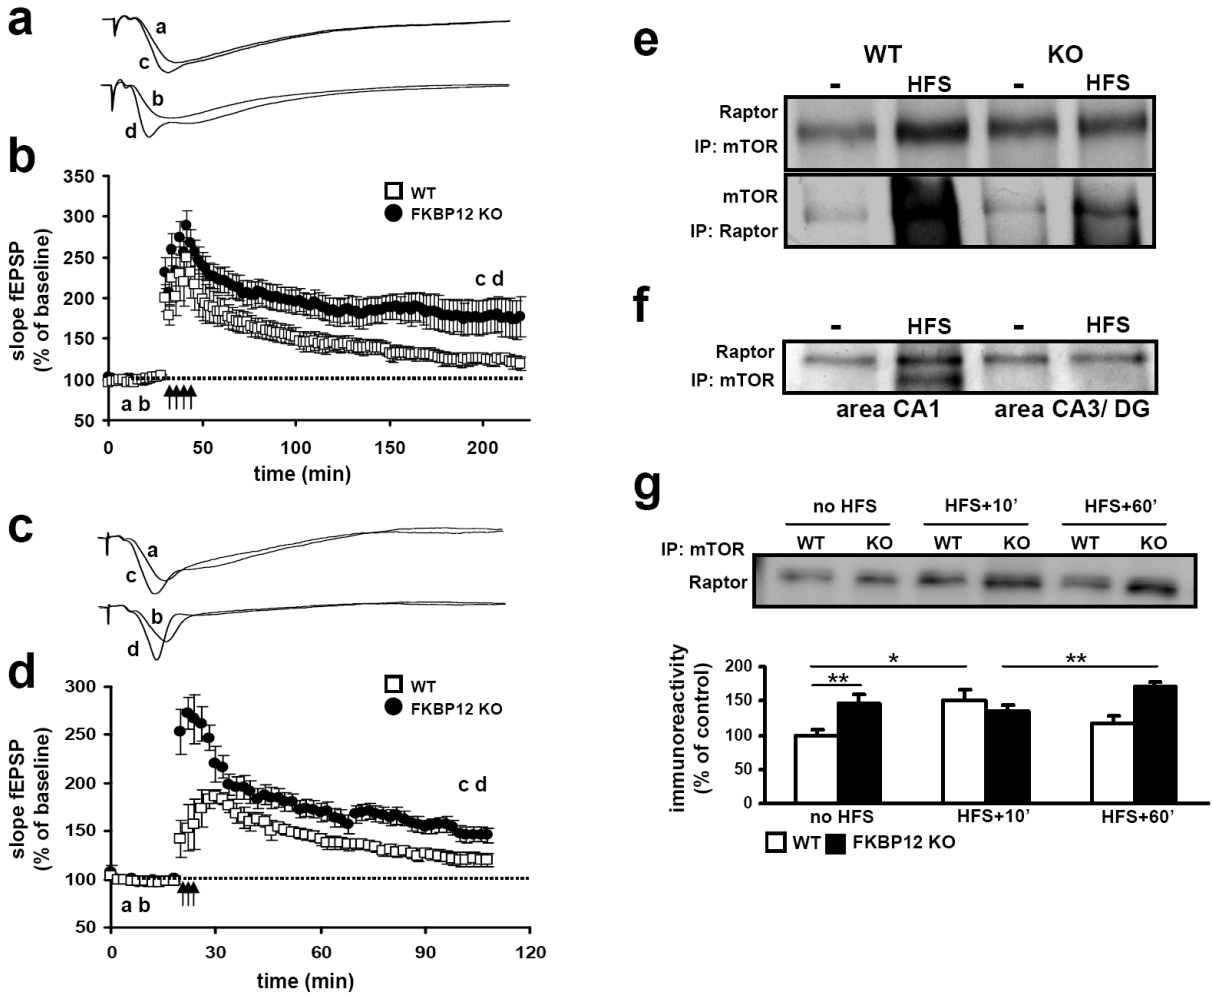 a
a
c
b
d
b
350
300
250
200
150
100
50
slope fEPSP
(% of baseline)
WT
FKBP12 KO
c d
a b
0 50 100 150 200
time (min)
c
a
c
b
d
d
300
250
200
150
100
50
slope fEPSP
(% of baseline)
WT
FKBP12 KO
c d
a b
0 30 60 90 120
time (min)
e
WT KO
- HFS - HFS
Raptor
IP: mTOR
mTOR
IP: Raptor
f
- HFS - HFS
Raptor
IP: mTOR
area CA1 area CA3/ DG
g
no HFS HFS+10’ HFS+60’
IP: mTOR WT KO WT KO WT KO
Raptor
200
150
100
50
0
immunoreactivity
(% of control)
* **
**
no HFS HFS+10’ HFS+60’
WT FKBP12 KO